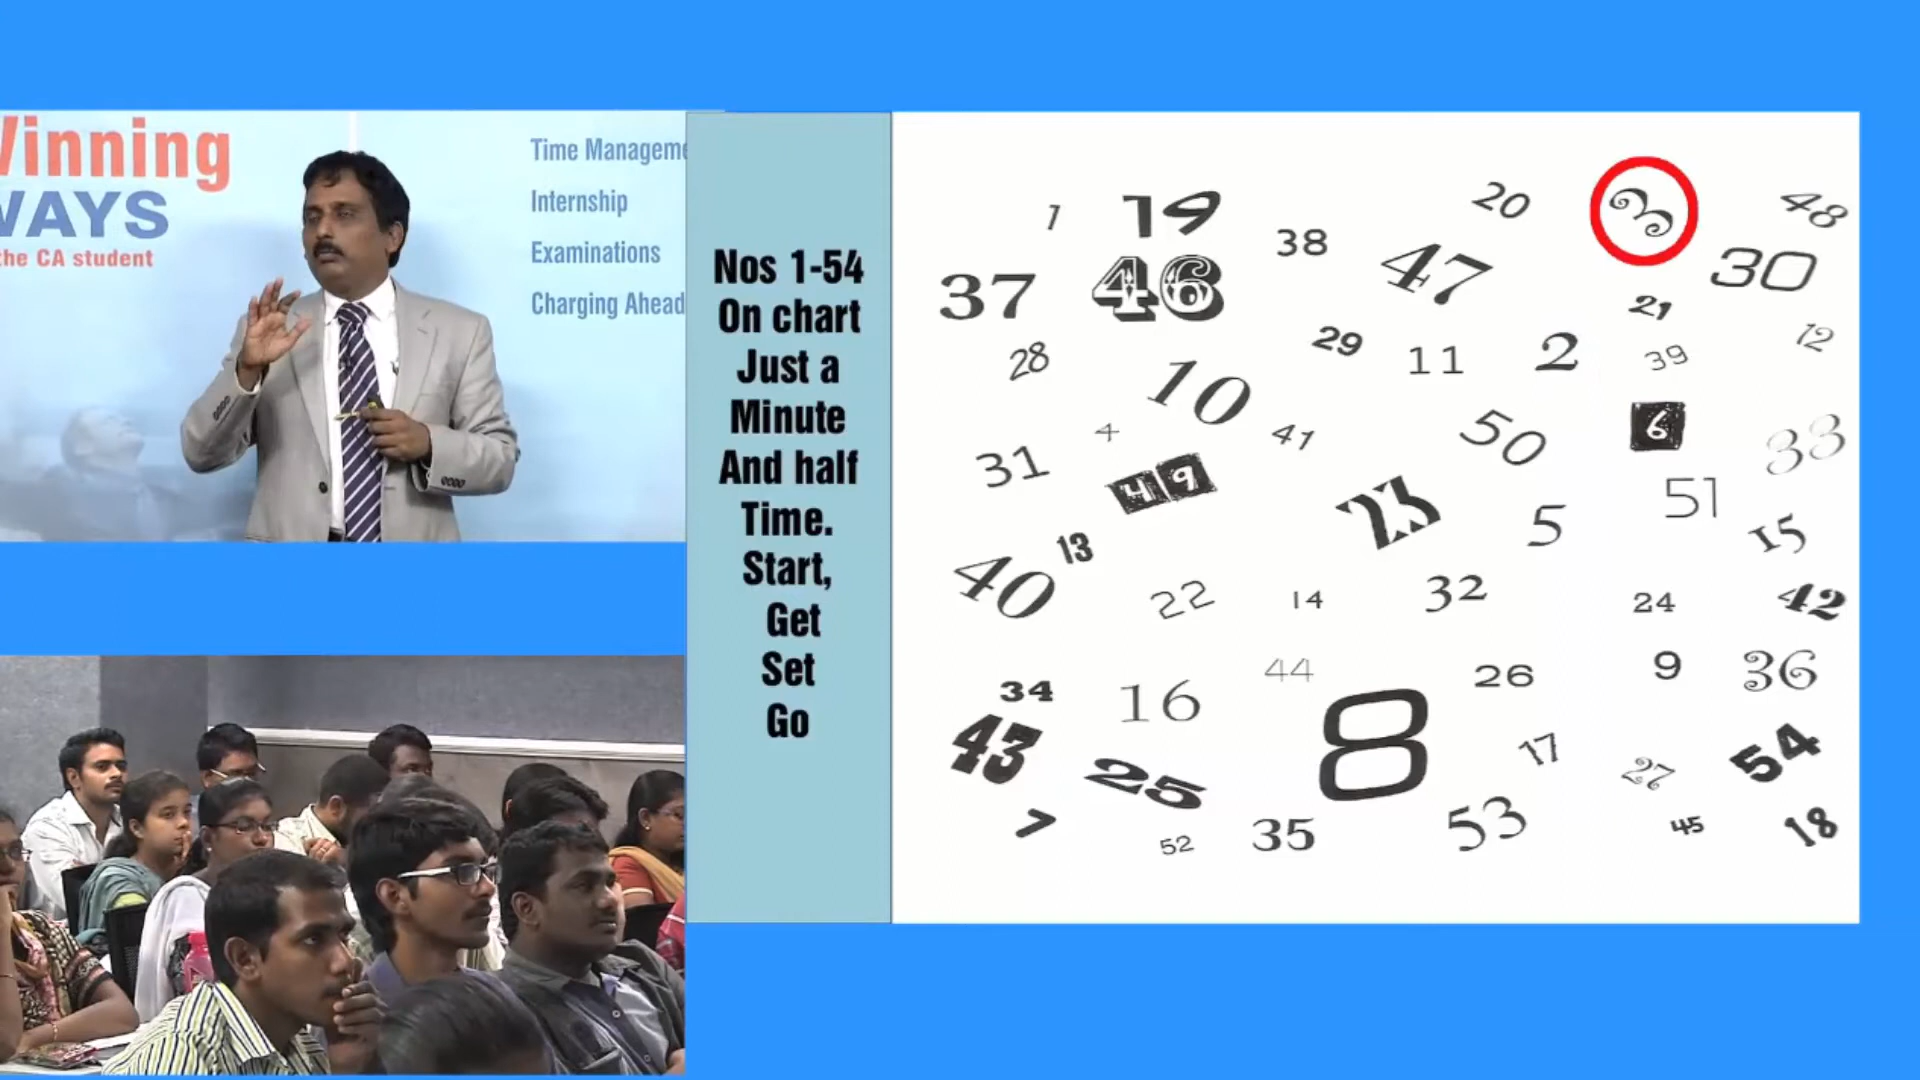 Winning
WAYS
the CA student
Time Manageme
Internship
Examinations
Charging Ahead
Nos 1-54
On chart
Just a
Minute
And half
Time.
Start,
Get
Set
Go
1 19 38 20 3 48
37 46 47 21 30
28 10 29 11 2 39 12
31 4 41 50 6 33
49 23 5 51 15
40 13 22 14 32 24 42
34 16 44 26 9 36
43 25 8 17 27 54
7 52 35 53 45 18